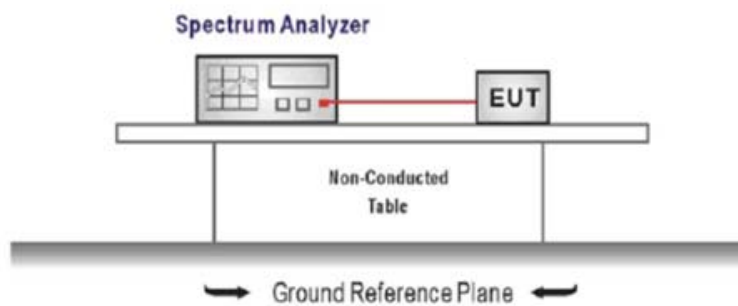 Spectrum Analyzer
EUT
Non-Conducted
Table
Ground Reference Plane